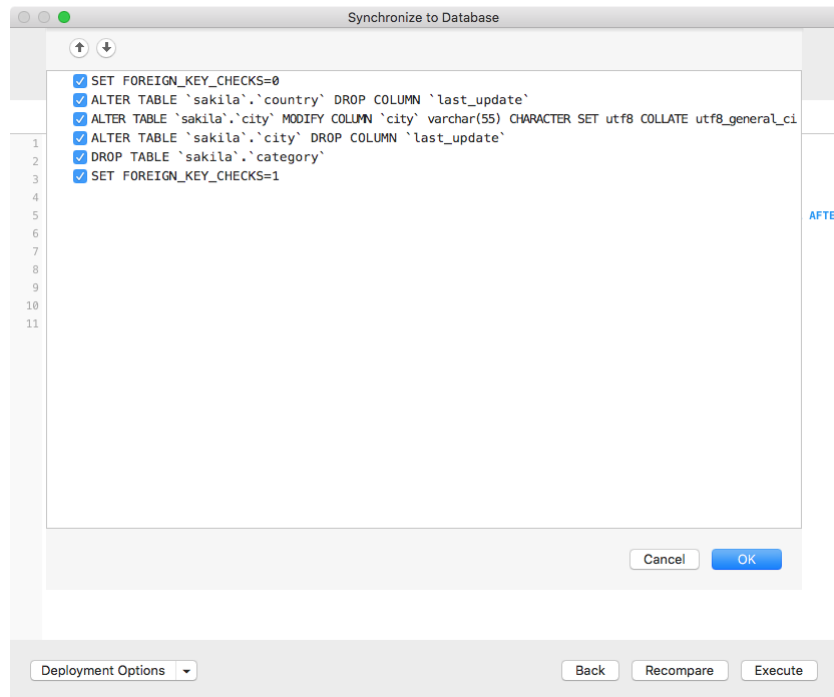 Synchronize to Database
SET FOREIGN_KEY_CHECKS=0
ALTER TABLE `sakila`.`country` DROP COLUMN `last_update`
ALTER TABLE `sakila`.`city` MODIFY COLUMN `city` varchar(55) CHARACTER SET utf8 COLLATE utf8_general_ci
ALTER TABLE `sakila`.`city` DROP COLUMN `last_update`
DROP TABLE `sakila`.`category`
SET FOREIGN_KEY_CHECKS=1
1
2
3
4
5 AFTE
6
7
8
9
10
11
Cancel OK
Deployment Options Back Recompare Execute